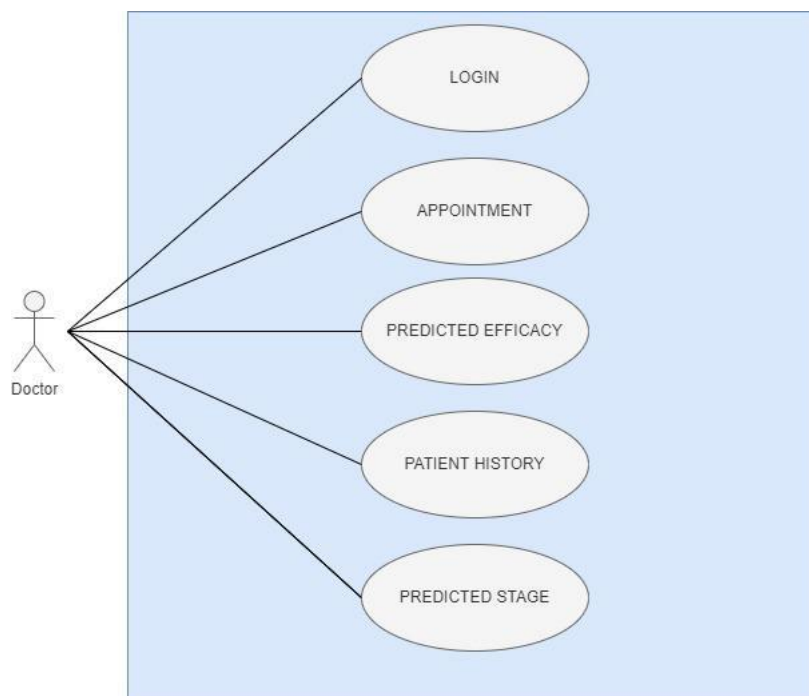 LOGIN
APPOINTMENT
PREDICTED EFFICACY
Doctor
PATIENT HISTORY
PREDICTED STAGE